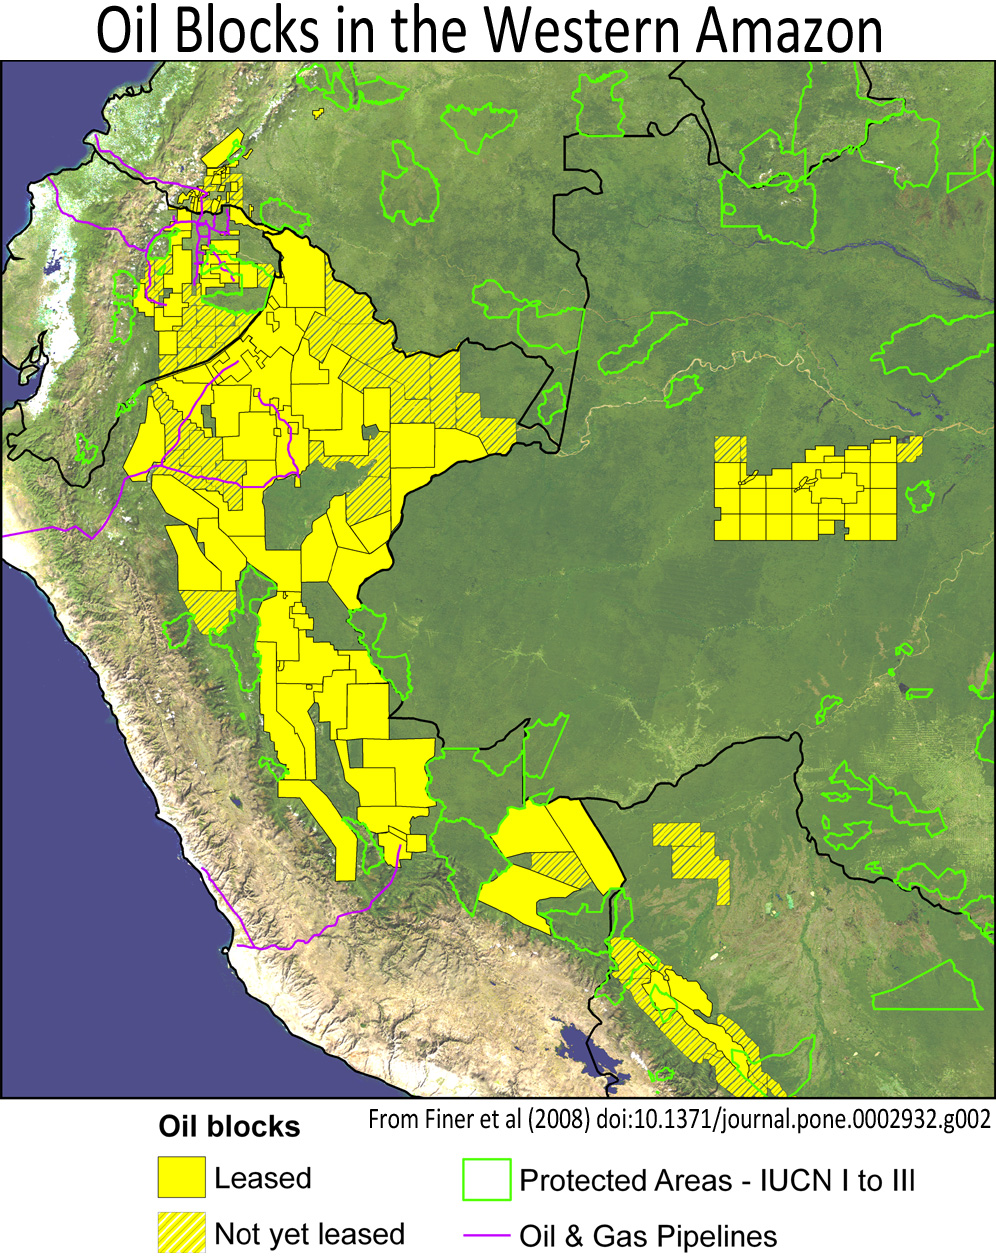 Oil Blocks in the Western Amazon
From Finer et al (2008) doi:10.1371/journal.pone.0002932.g002
Oil blocks
Leased
Not yet leased
Protected Areas - IUCN I to III
Oil & Gas Pipelines